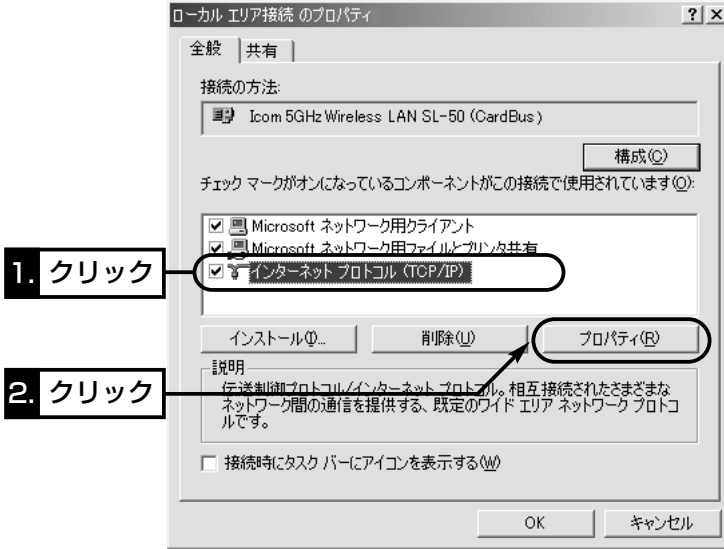 ローカル エリア接続 のプロパティ
全般
共有
接続の方法:
Icom 5GHz Wireless LAN SL-50 (CardBus)
構成(C)
チェック マークがオンになっているコンポーネントがこの接続で使用されています(O):
Microsoft ネットワーク用クライアント
Microsoft ネットワーク用ファイルとプリンタ共有
インターネット プロトコル (TCP/IP)
1. クリック
インストール(I)...
削除(U)
プロパティ(R)
2. クリック
説明
伝送制御プロトコル/インターネット プロトコル。相互接続されたさまざまな
ネットワーク間の通信を提供する、既定のワイド エリア ネットワーク プロトコ
ルです。
接続時にタスク バーにアイコンを表示する(W)
OK
キャンセル